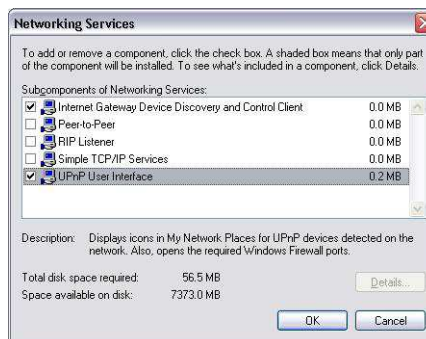 Networking Services
To add or remove a component, click the check box. A shaded box means that only part
of the component will be installed. To see what's included in a component, click Details.
Subcomponents of Networking Services:
Internet Gateway Device Discovery and Control Client 0.0 MB
Peer-to-Peer 0.0 MB
RIP Listener 0.0 MB
Simple TCP/IP Services 0.0 MB
UPnP User Interface 0.2 MB
Description: Displays icons in My Network Places for UPnP devices detected on the
network. Also, opens the required Windows Firewall ports.
Total disk space required: 56.5 MB
Details...
Space available on disk: 7373.0 MB
OK Cancel